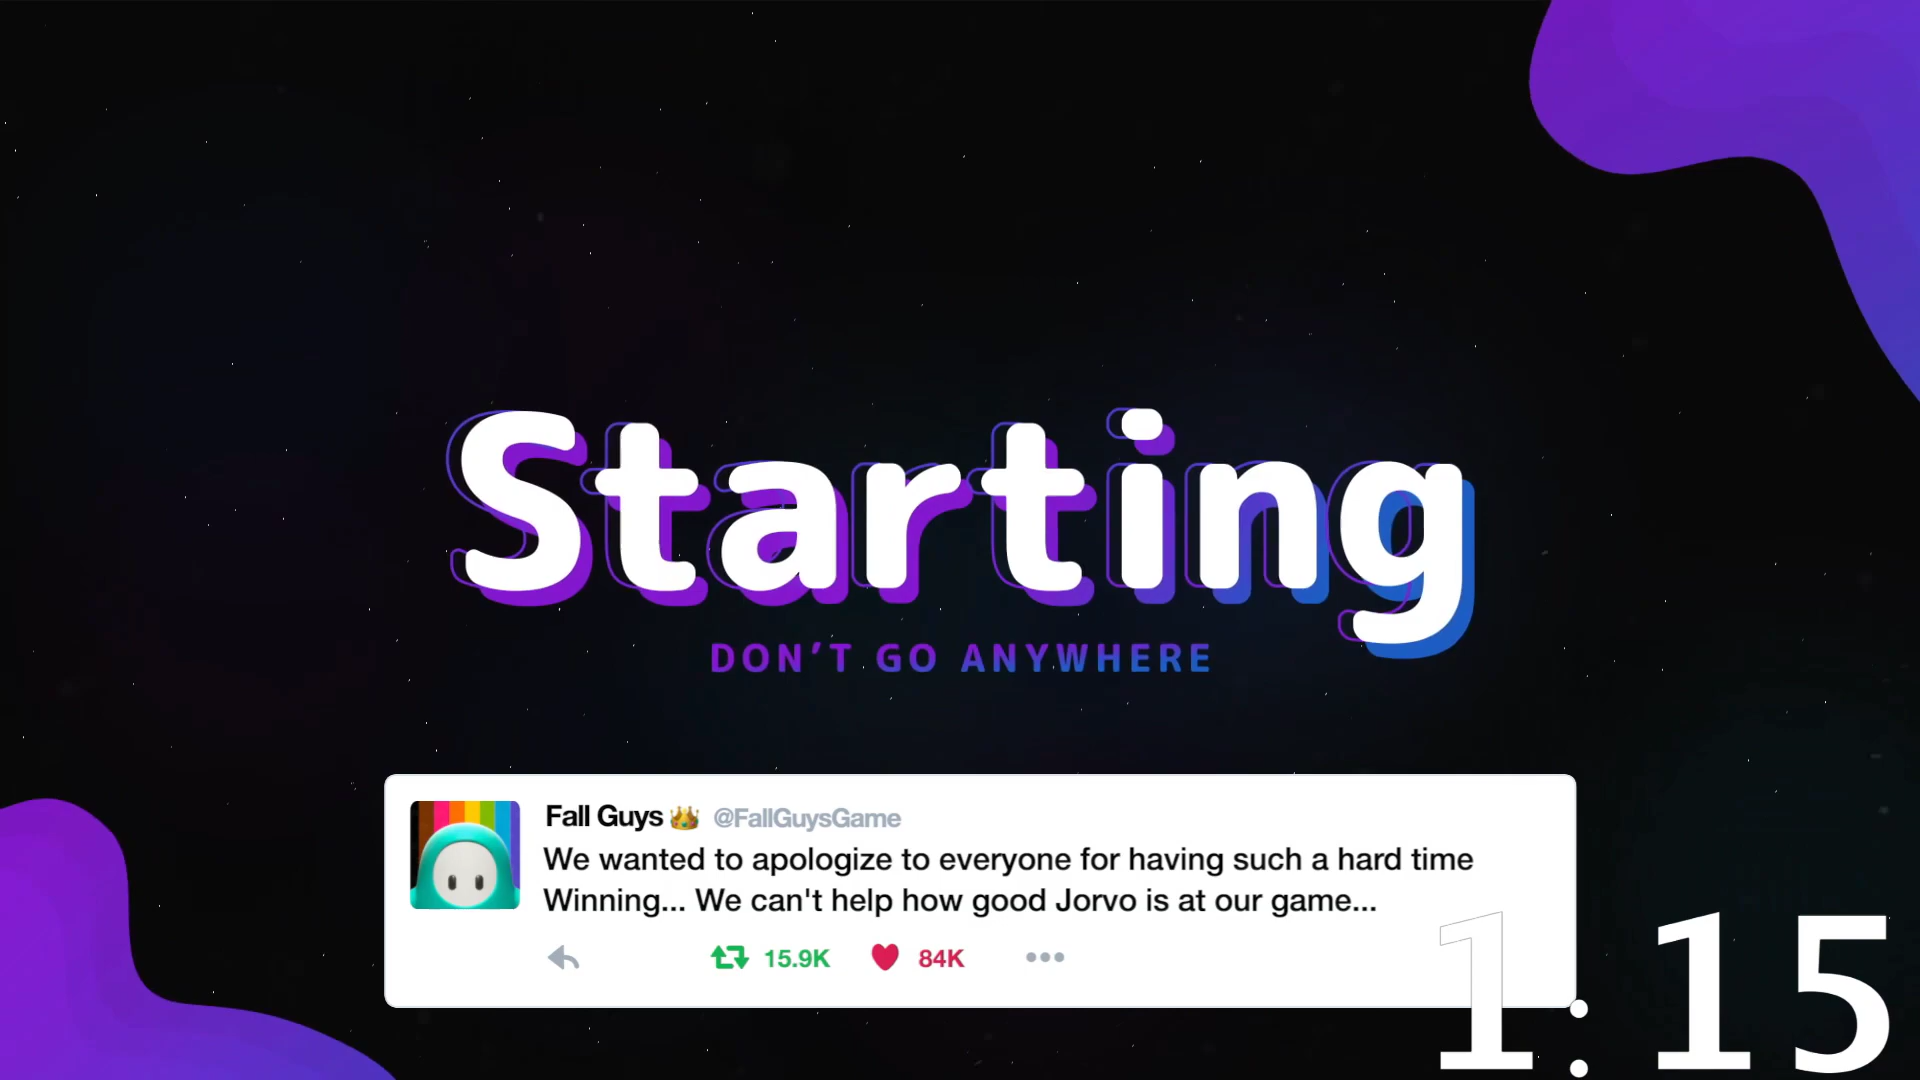 Starting
DON’T GO ANYWHERE
Fall Guys👑 @FallGuysGame
We wanted to apologize to everyone for having such a hard time
Winning... We can't help how good Jorvo is at our game...
15.9K 84K
1:15